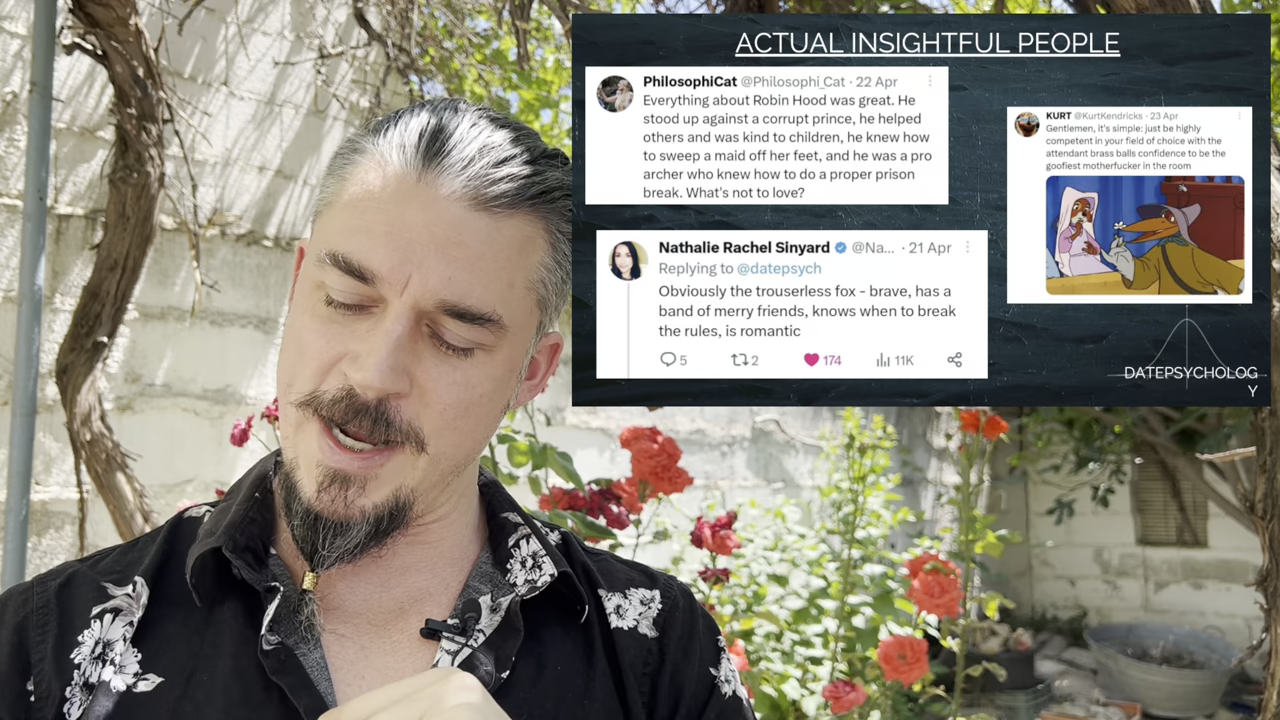 ACTUAL INSIGHTFUL PEOPLE
PhilosophiCat @Philosophi_Cat · 22 Apr
Everything about Robin Hood was great. He
stood up against a corrupt prince, he helped
others and was kind to children, he knew how
to sweep a maid off her feet, and he was a pro
archer who knew how to do a proper prison
break. What's not to love?
KURT @KurtKendricks · 23 Apr
Gentlemen, it's simple: just be highly
competent in your field of choice with the
attendant brass balls confidence to be the
goofiest motherfucker in the room
Nathalie Rachel Sinyard @Na... · 21 Apr
Replying to @datepsych
Obviously the trouserless fox - brave, has a
band of merry friends, knows when to break
the rules, is romantic
5 2 174 11K
DATEPSYCHOLOG
Y